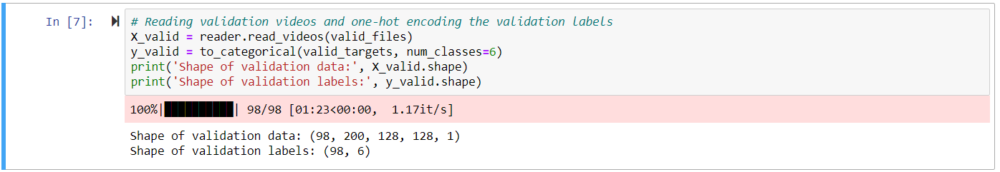 In [7]:
# Reading validation videos and one-hot encoding the validation labels
X_valid = reader.read_videos(valid_files)
y_valid = to_categorical(valid_targets, num_classes=6)
print('Shape of validation data:', X_valid.shape)
print('Shape of validation labels:', y_valid.shape)
100%|██████████| 98/98 [01:23<00:00,  1.17it/s]
Shape of validation data: (98, 200, 128, 128, 1)
Shape of validation labels: (98, 6)